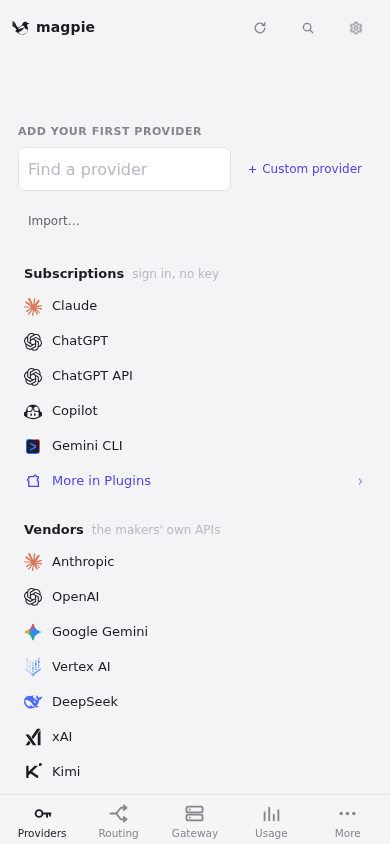 magpie
ADD YOUR FIRST PROVIDER
Find a provider
+ Custom provider
Import...
Subscriptions sign in, no key
Claude
ChatGPT
ChatGPT API
Copilot
Gemini CLI
More in Plugins ›
Vendors the makers' own APIs
Anthropic
OpenAI
Google Gemini
Vertex AI
DeepSeek
xAI
Kimi
Providers Routing Gateway Usage More